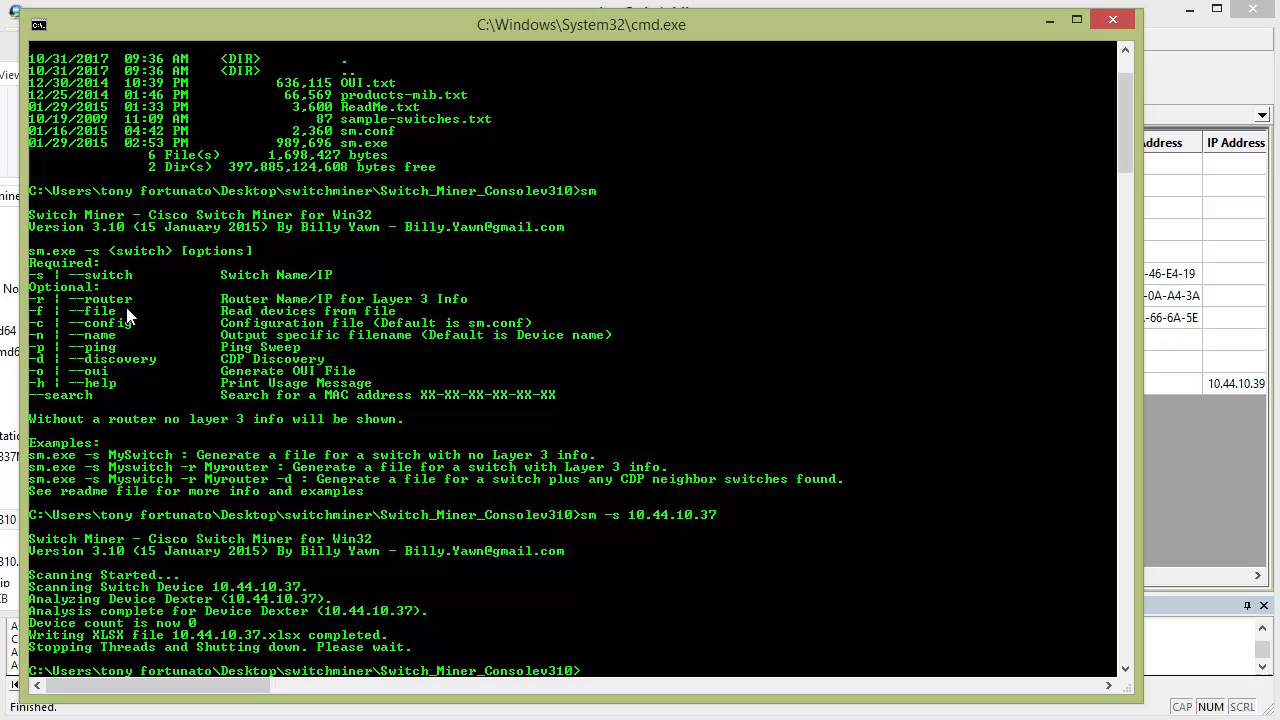 C:\Windows\System32\cmd.exe
10/31/2017 09:36 AM <DIR> .
10/31/2017 09:36 AM <DIR> ..
12/30/2014 10:39 PM 636,115 OUI.txt
12/25/2014 01:46 PM 66,569 products-mib.txt
01/29/2015 01:33 PM 3,600 ReadMe.txt
10/19/2009 11:09 AM 87 sample-switches.txt
01/16/2015 04:42 PM 2,360 sm.conf
01/29/2015 02:53 PM 989,696 sm.exe
6 File(s) 1,698,427 bytes
2 Dir(s) 397,885,124,608 bytes free
C:\Users\tony fortunato\Desktop\switchminer\Switch_Miner_Consolev310>sm
Switch Miner - Cisco Switch Miner for Win32
Version 3.10 (15 January 2015) By Billy Yawn - Billy.Yawn@gmail.com
sm.exe -s <switch> [options]
Required:
-s | --switch Switch Name/IP
Optional:
-r | --router Router Name/IP for Layer 3 Info
-f | --file Read devices from file
-c | --config Configuration file (Default is sm.conf)
-n | --name Output specific filename (Default is Device name)
-p | --ping Ping Sweep
-d | --discovery CDP Discovery
-o | --oui Generate OUI File
-h | --help Print Usage Message
--search Search for a MAC address XX-XX-XX-XX-XX-XX
Without a router no layer 3 info will be shown.
Examples:
sm.exe -s MySwitch : Generate a file for a switch with no Layer 3 info.
sm.exe -s Myswitch -r Myrouter : Generate a file for a switch with Layer 3 info.
sm.exe -s Myswitch -r Myrouter -d : Generate a file for a switch plus any CDP neighbor switches found.
See readme file for more info and examples
C:\Users\tony fortunato\Desktop\switchminer\Switch_Miner_Consolev310>sm -s 10.44.10.37
Switch Miner - Cisco Switch Miner for Win32
Version 3.10 (15 January 2015) By Billy Yawn - Billy.Yawn@gmail.com
Scanning Started...
Scanning Switch Device 10.44.10.37.
Analyzing Device Dexter (10.44.10.37).
Analysis complete for Device Dexter (10.44.10.37).
Device count is now 0
Writing XLSX file 10.44.10.37.xlsx completed.
Stopping Threads and Shutting down. Please wait.
C:\Users\tony fortunato\Desktop\switchminer\Switch_Miner_Consolev310>
Address IP Address
-46-E4-19
-0A-A4-3A
-66-6A-5E
10.44.10.39
Finished.
CAP NUM SCRL